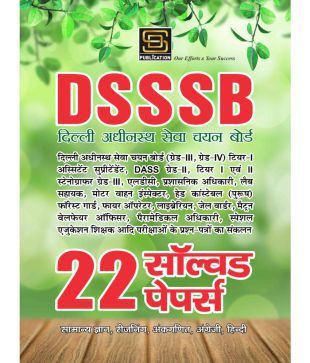 SD
PUBLICATION
Our Efforts & Your Success
DSSSB
दिल्ली अधीनस्थ सेवा चयन बोर्ड
दिल्ली अधीनस्थ सेवा चयन बोर्ड (ग्रेड-III, ग्रेड-IV) टियर-I
असिस्टेंट सुप्रीटेंडेंट, DASS ग्रेड-II, टियर I एवं II
स्टेनोग्राफर ग्रेड-III, एलडीसी, प्रशासनिक अधिकारी, लैब
सहायक, मोटर वाहन इंस्पेक्टर, हेड कांस्टेबल (पुरूष)
फॉरेस्ट गार्ड, फायर ऑपरेटर, लाइब्रेरियन, जेल वार्डर, मैट्रन
वेलफेयर ऑफिसर, पैरामेडिकल अधिकारी, स्पेशल
एजुकेशन शिक्षक आदि परीक्षाओं के प्रश्न-पत्रों का संकलन
22 सॉल्वड
पेपर्स
सामान्य ज्ञान, रीजनिंग, अंकगणित, अंग्रेजी, हिन्दी